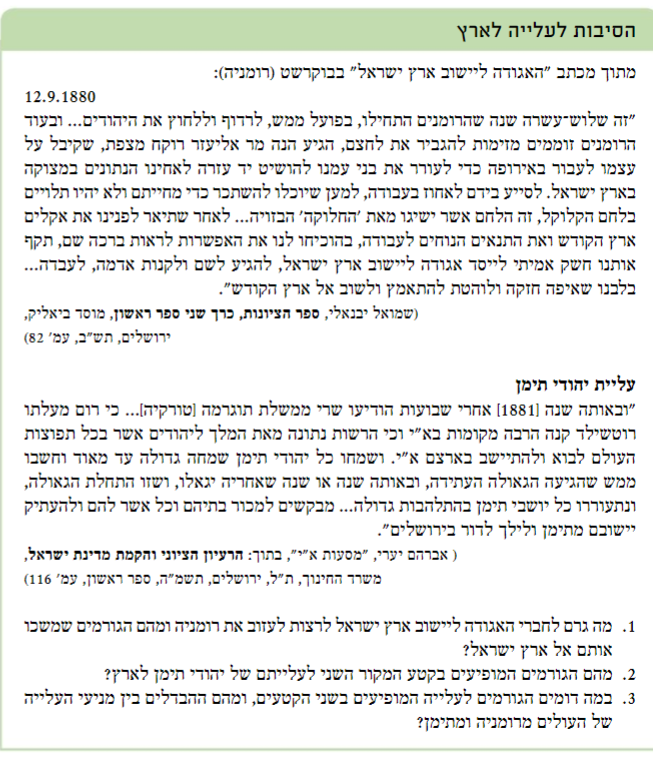 הסיבות לעלייה לארץ
מתוך מכתב ״האגודה ליישוב ארץ ישראל״ בבוקרשט (רומניה):
12.9.1880
״זה שלוש־עשרה שנה שהרומנים התחילו, בפועל ממש, לרדוף וללחוץ את היהודים... ובעוד
הרומנים זוממים מזימות להגביר את לחצם, הגיע הנה מר אליעזר רוקח מצפת, שקיבל על
עצמו לעבור באירופה כדי לעורר את בני עמנו להושיט יד עזרה לאחינו הנתונים במצוקה
בארץ ישראל. לסייע בידם לאחוז בעבודה, למען שיוכלו להשתכר כדי מחייתם ולא יהיו תלויים
בלחם הקלוקל, זה הלחם אשר ישיגו מאת ׳החלוקה׳ הבזויה... לאחר שתיאר לפנינו את אקלים
ארץ הקודש ואת התנאים הנוחים לעבודה, בהוכיחו לנו את האפשרות לראות ברכה שם, תקף
אותנו חשק אמיתי לייסד אגודה ליישוב ארץ ישראל, להגיע לשם ולקנות אדמה, לעבדה...
בלבנו שאיפה חזקה ולוהטת להתאמץ ולשוב אל ארץ הקודש״.
(שמואל יבנאלי, ספר הציונות, כרך שני ספר ראשון, מוסד ביאליק,
ירושלים, תש״ב, עמ׳ 82)
עליית יהודי תימן
״ובאותה שנה [1881] אחרי שבועות הודיעו שרי ממשלת תוגרמה [טורקיה]... כי רום מעלתו
רוטשילד קנה הרבה מקומות בא״י וכי הרשות נתונה מאת המלך ליהודים אשר בכל תפוצות
העולם לבוא ולהתיישב בארצם א״י. ושמחו כל יהודי תימן שמחה גדולה עד מאוד וחשבו
ממש שהגיעה הגאולה העתידה, ובאותה שנה או שנה שאחריה יגאלו, ושזו התחלת הגאולה,
ונתעוררו כל יושבי תימן בהתלהבות גדולה... מבקשים למכור בתיהם וכל אשר להם ולהעתיק
יישובם מתימן ולילך לדור בירושלים״.
( אברהם יערי, ״מסעות א״י״, בתוך: הרעיון הציוני והקמת מדינת ישראל,
משרד החינוך, ת״ל, ירושלים, תשמ״ה, ספר ראשון, עמ׳ 116)
1. מה גרם לחברי האגודה ליישוב ארץ ישראל לרצות לעזוב את רומניה ומהם הגורמים שמשכו
אותם אל ארץ ישראל?
2. מהם הגורמים המופיעים בקטע המקור השני לעלייתם של יהודי תימן לארץ?
3. במה דומים הגורמים לעלייה המופיעים בשני הקטעים, ומהם ההבדלים בין מניעי העלייה
של העולים מרומניה ומתימן?